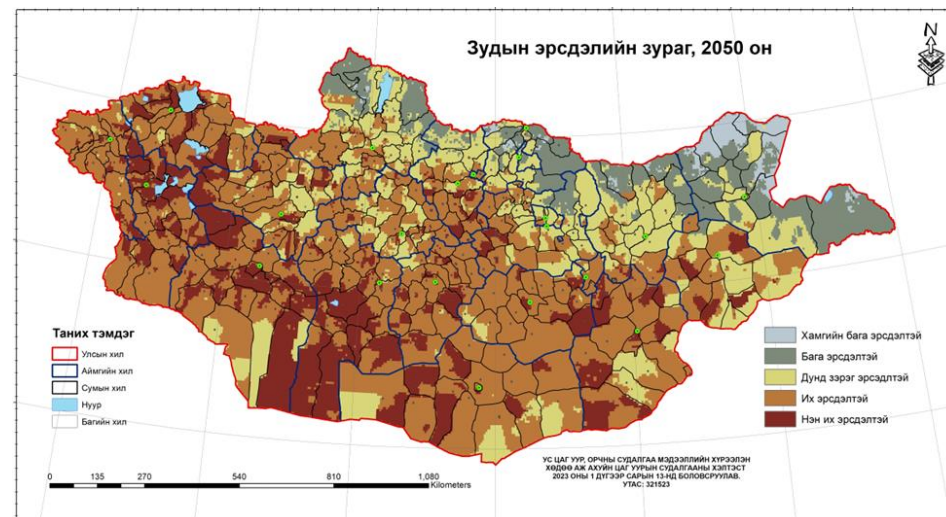 Зудын эрсдэлийн зураг, 2050 он
N
Таних тэмдэг
Улсын хил
Аймгийн хил
Сумын хил
Нуур
Багийн хил
0 135 270 540 810 1,080
Kilometers
Хамгийн бага эрсдэлтэй
Бага эрсдэлтэй
Дунд зэрэг эрсэдлтэй
Их эрсдэлтэй
Нэн их эрсдэлтэй
УС ЦАГ УУР, ОРЧНЫ СУДАЛГАА МЭДЭЭЛЛИЙН ХҮРЭЭЛЭН
ХӨДӨӨ АЖ АХУЙН ЦАГ УУРЫН СУДАЛГААНЫ ХЭЛТЭСТ
2023 ОНЫ 1 ДҮГЭЭР САРЫН 13-НД БОЛОВСРУУЛАВ.
УТАС: 321523